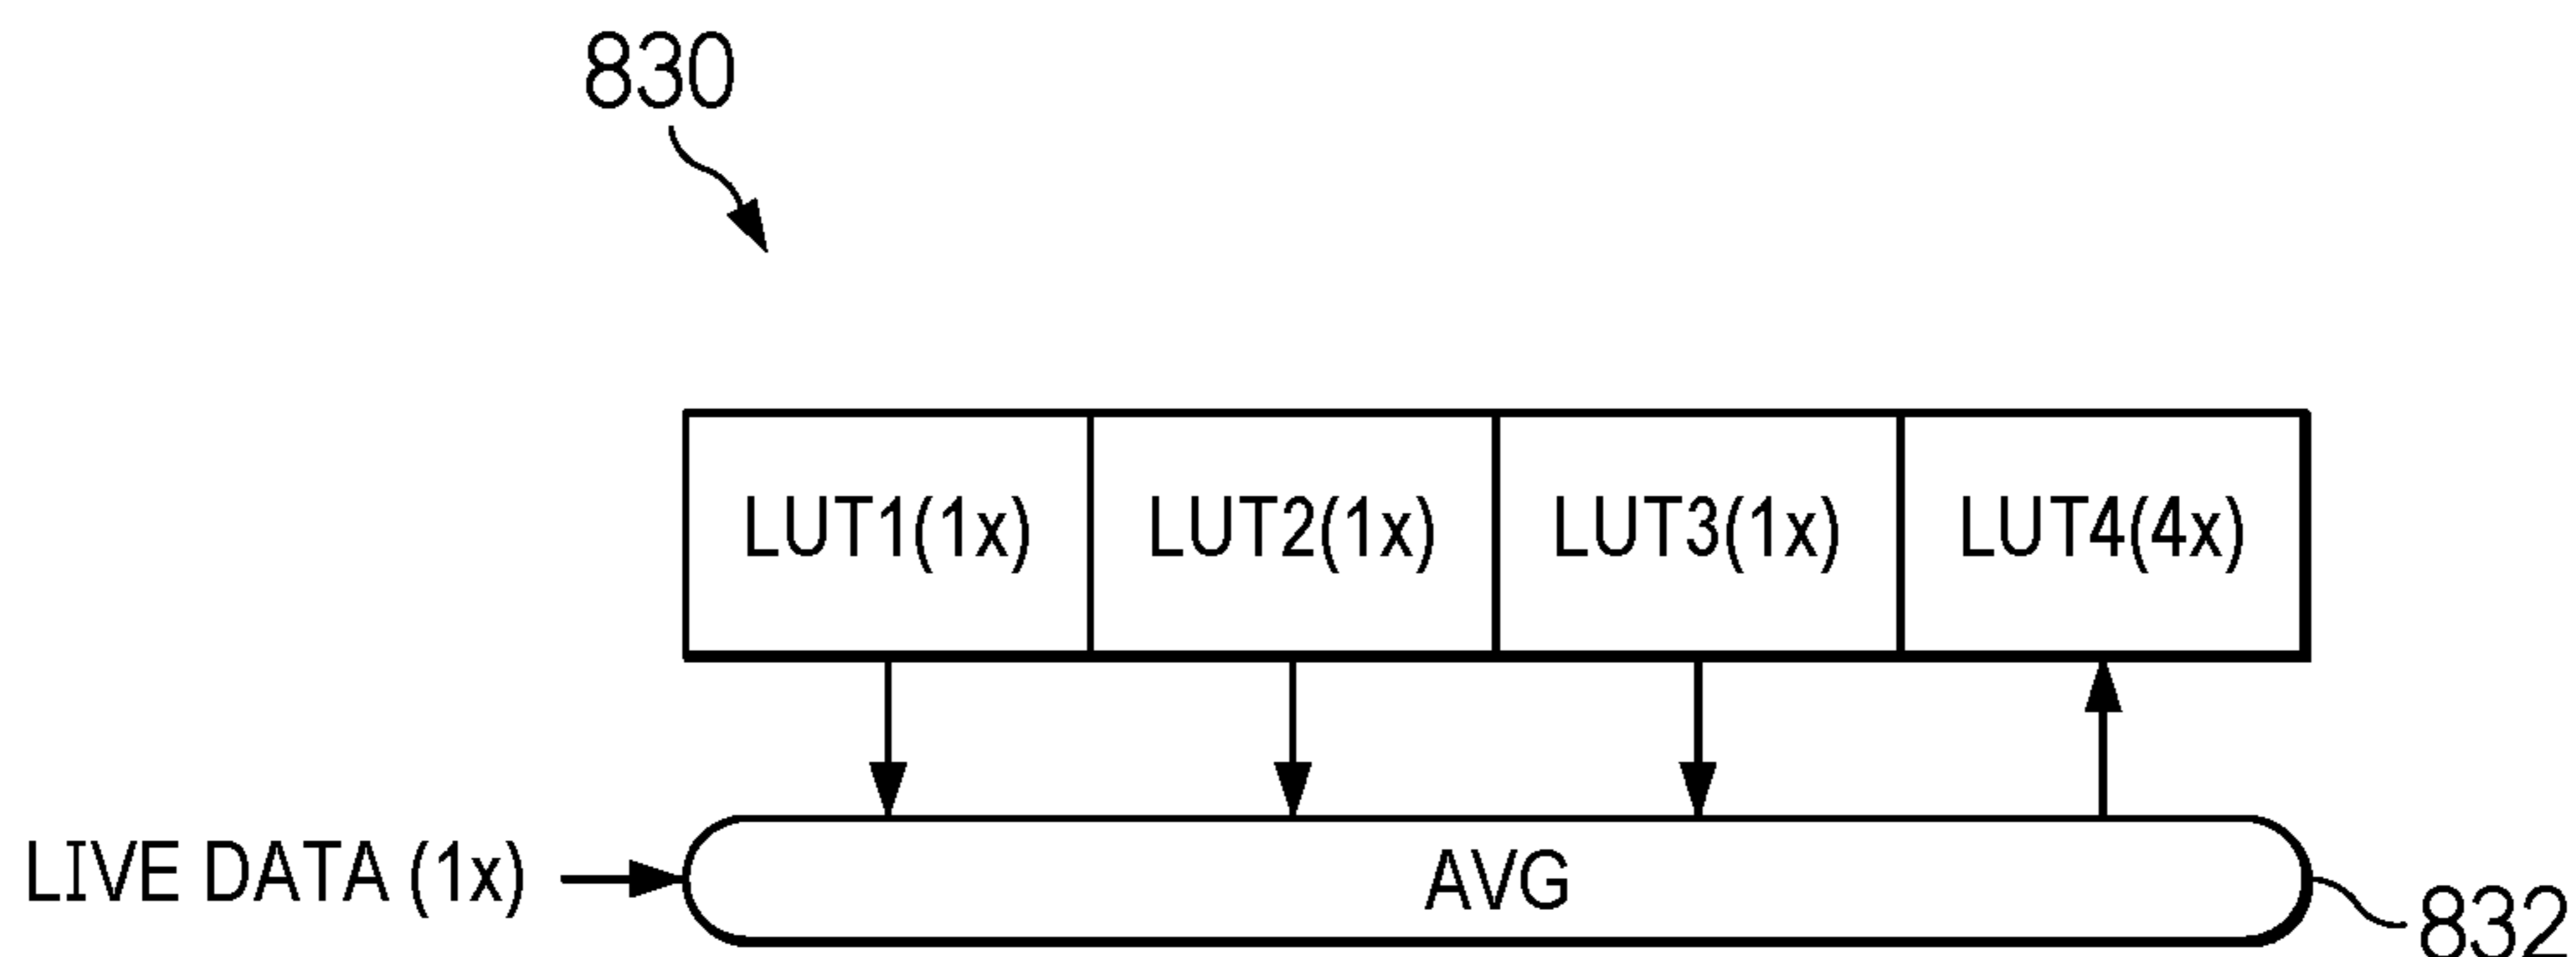 830
LUT1(1x) LUT2(1x) LUT3(1x) LUT4(4x)
LIVE DATA (1x) AVG
832